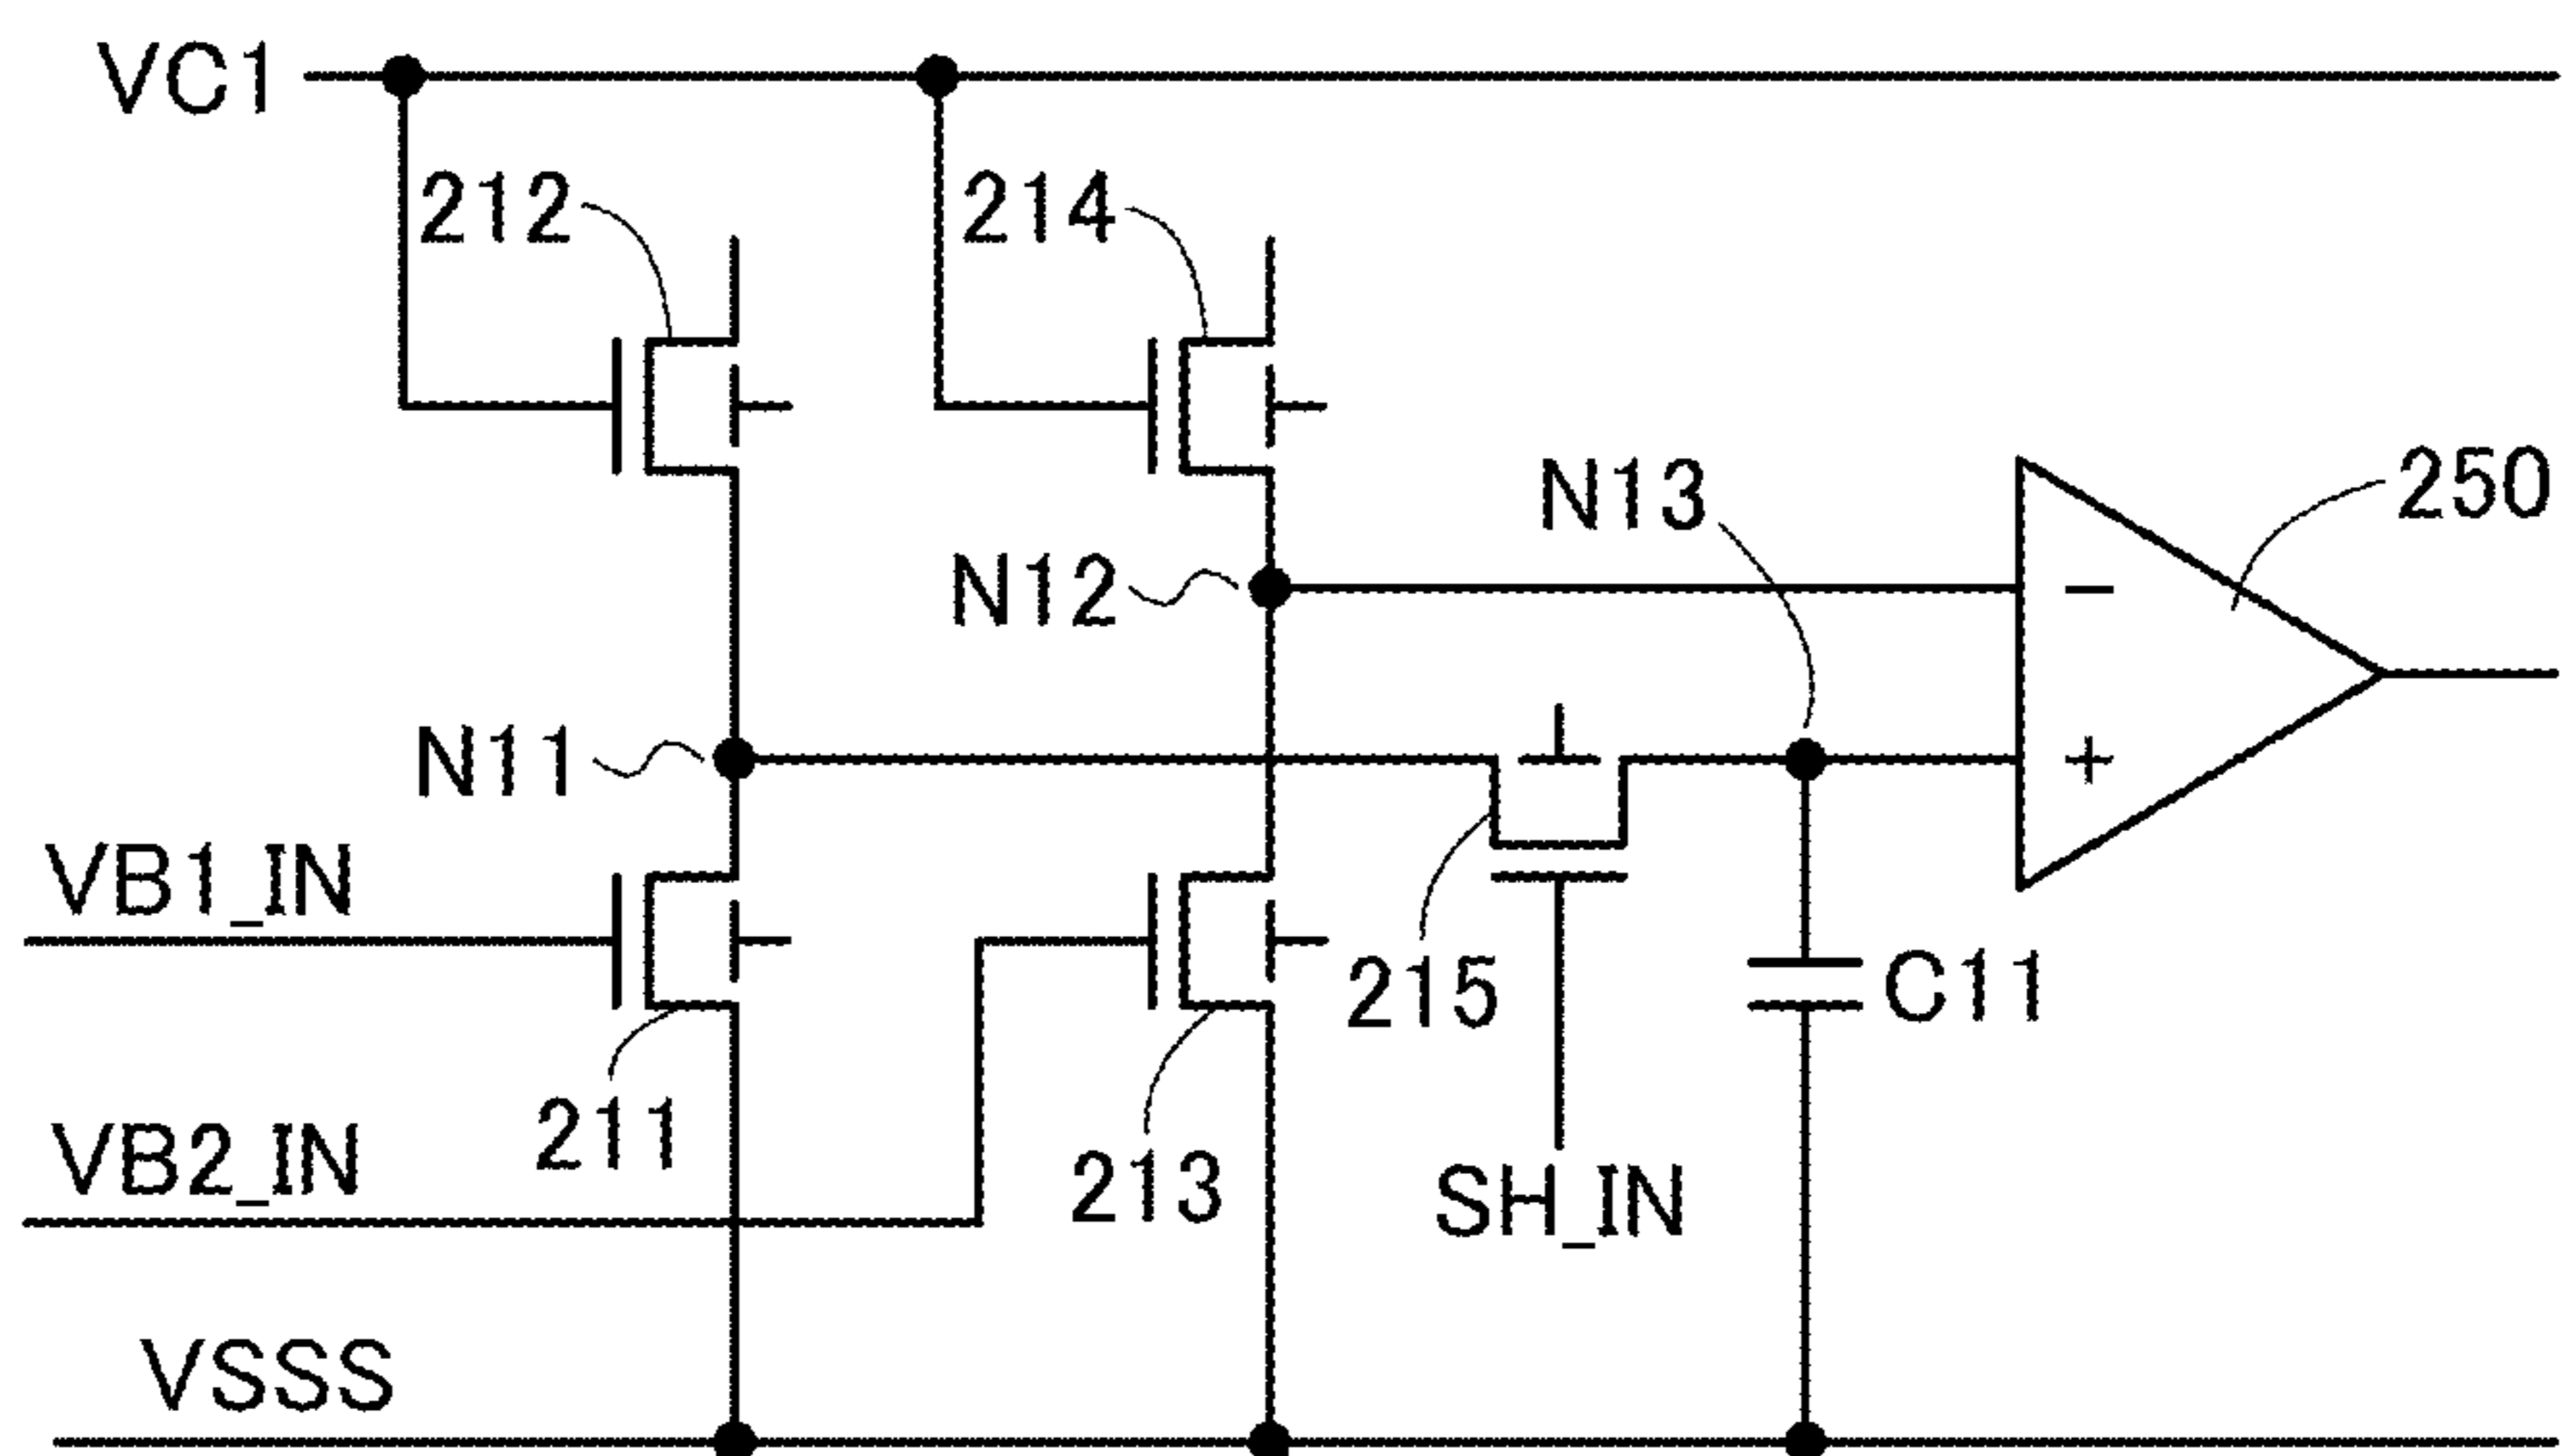 VC1
212
214
N13
250
N12
−
N11
+
VB1_IN
215
C11
211
VB2_IN
213
SH_IN
VSSS